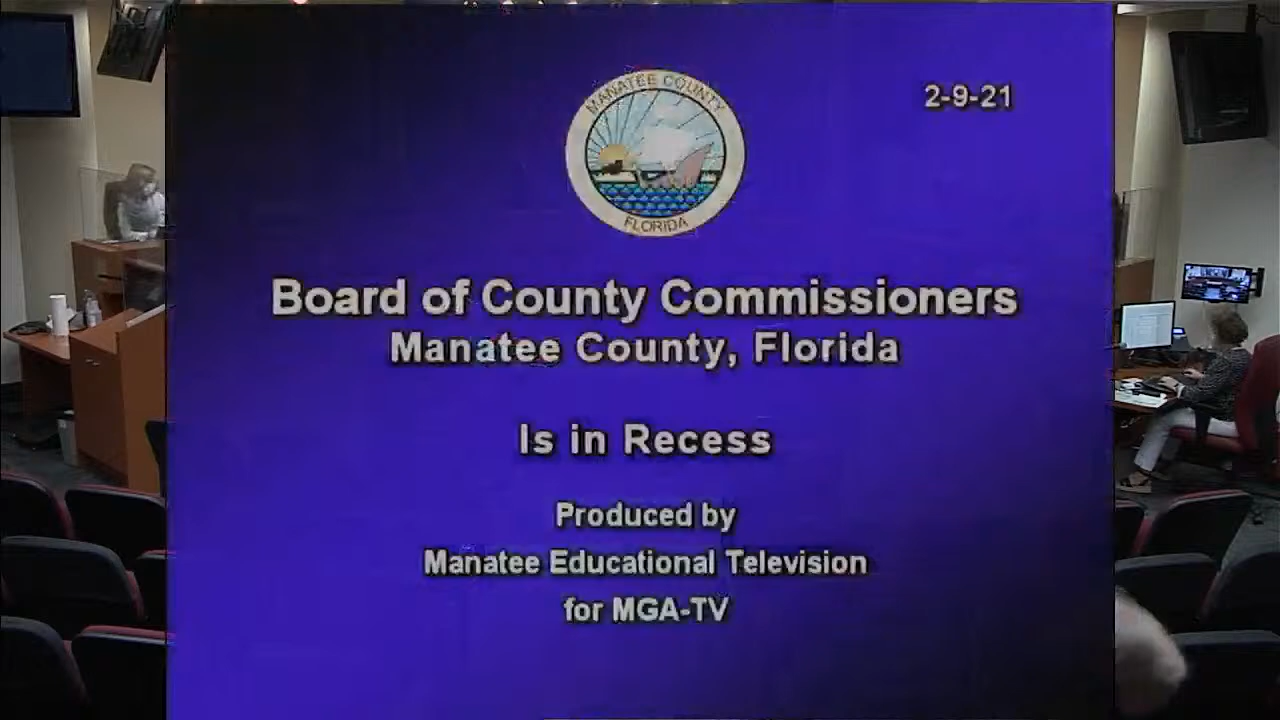 2-9-21
MANATEE COUNTY
FLORIDA
Board of County Commissioners
Manatee County, Florida
Is in Recess
Produced by
Manatee Educational Television
for MGA-TV